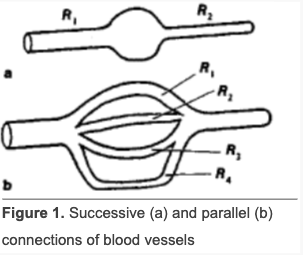 R₁ R₂
a
R₁
R₂
R₃
R₄
b
Figure 1. Successive (a) and parallel (b)
connections of blood vessels